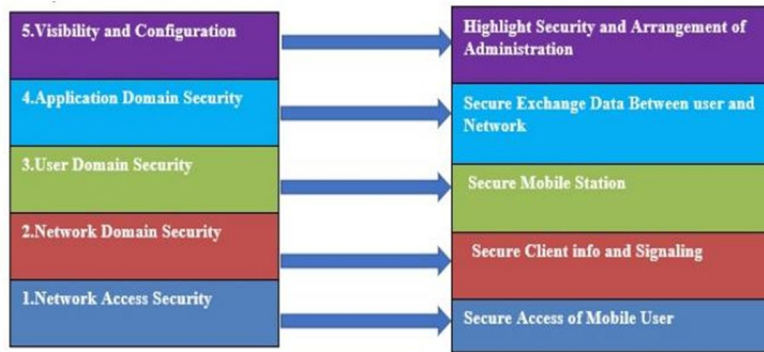 5.Visibility and Configuration
Highlight Security and Arrangement of
Administration
4.Application Domain Security
Secure Exchange Data Between user and
Network
3.User Domain Security
Secure Mobile Station
2.Network Domain Security
Secure Client info and Signaling
1.Network Access Security
Secure Access of Mobile User